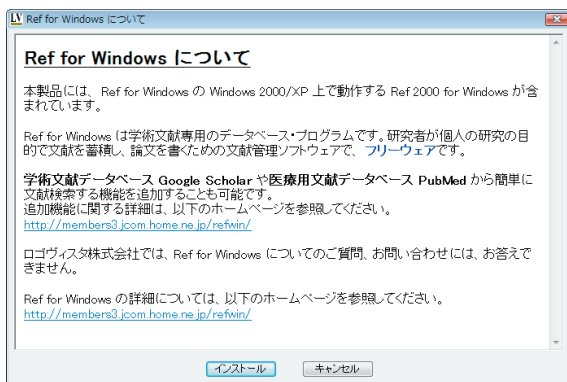 LV Ref for Windows について
Ref for Windows について
本製品には、Ref for Windows の Windows 2000/XP 上で動作する Ref 2000 for Windows が含
まれています。
Ref for Windows は学術文献専用のデータベース・プログラムです。研究者が個人の研究の目
的で文献を蓄積し、論文を書くための文献管理ソフトウェアで、フリーウェアです。
学術文献データベース Google Scholar や医療用文献データベース PubMed から簡単に
文献検索する機能を追加することも可能です。
追加機能に関する詳細は、以下のホームページを参照してください。
http://members3.jcom.home.ne.jp/refwin/
ロゴヴィスタ株式会社では、Ref for Windows についてのご質問、お問い合わせには、お答えで
きません。
Ref for Windows の詳細については、以下のホームページを参照してください。
http://members3.jcom.home.ne.jp/refwin/
インストール キャンセル